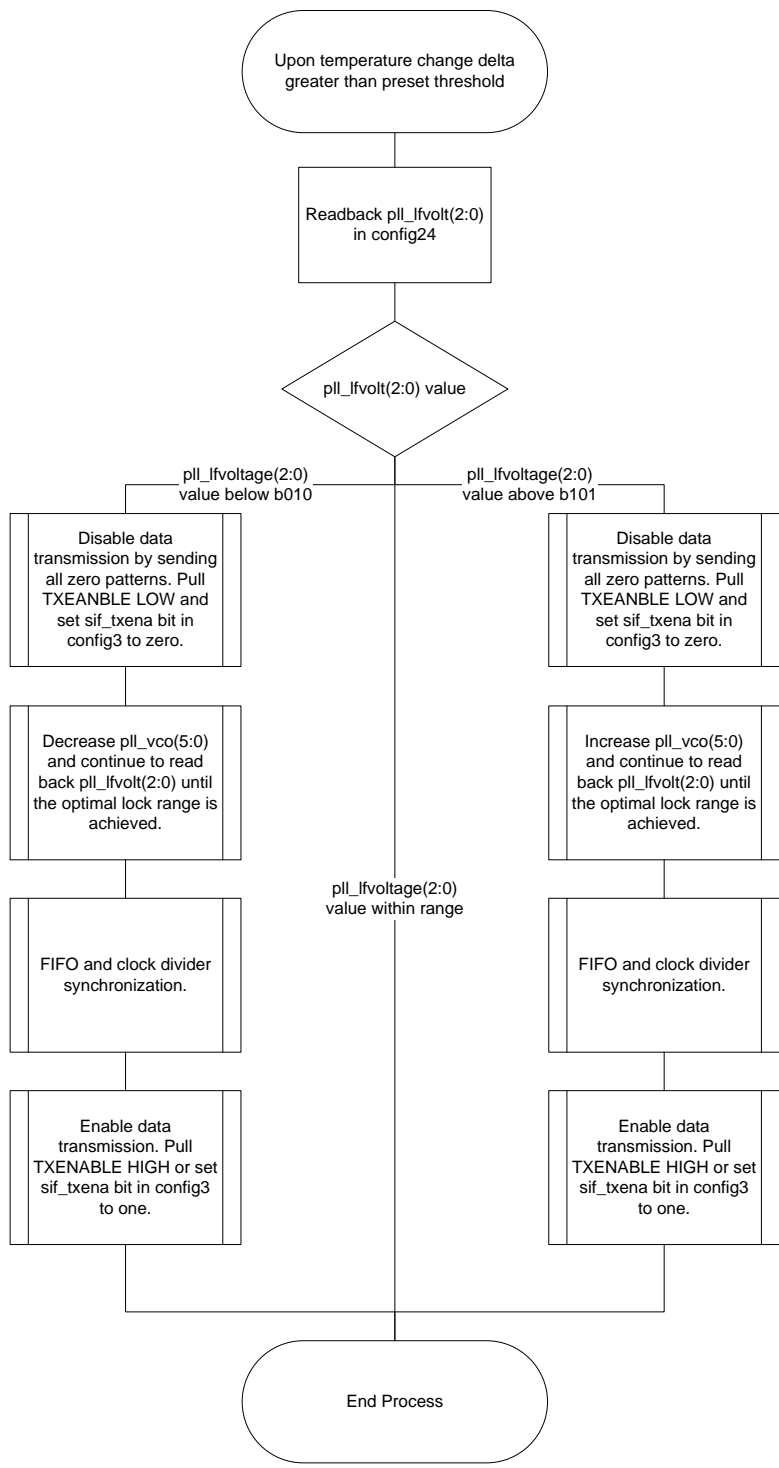 Upon temperature change delta
greater than preset threshold
Readback pll_lfvolt(2:0)
in config24
pll_lfvolt(2:0) value
pll_lfvoltage(2:0)
value below b010
pll_lfvoltage(2:0)
value above b101
Disable data
transmission by sending
all zero patterns. Pull
TXEANBLE LOW and
set sif_txena bit in
config3 to zero.
Disable data
transmission by sending
all zero patterns. Pull
TXEANBLE LOW and
set sif_txena bit in
config3 to zero.
Decrease pll_vco(5:0)
and continue to read
back pll_lfvolt(2:0) until
the optimal lock range is
achieved.
Increase pll_vco(5:0)
and continue to read
back pll_lfvolt(2:0) until
the optimal lock range is
achieved.
pll_lfvoltage(2:0)
value within range
FIFO and clock divider
synchronization.
FIFO and clock divider
synchronization.
Enable data
transmission. Pull
TXENABLE HIGH or set
sif_txena bit in config3
to one.
Enable data
transmission. Pull
TXENABLE HIGH or set
sif_txena bit in config3
to one.
End Process